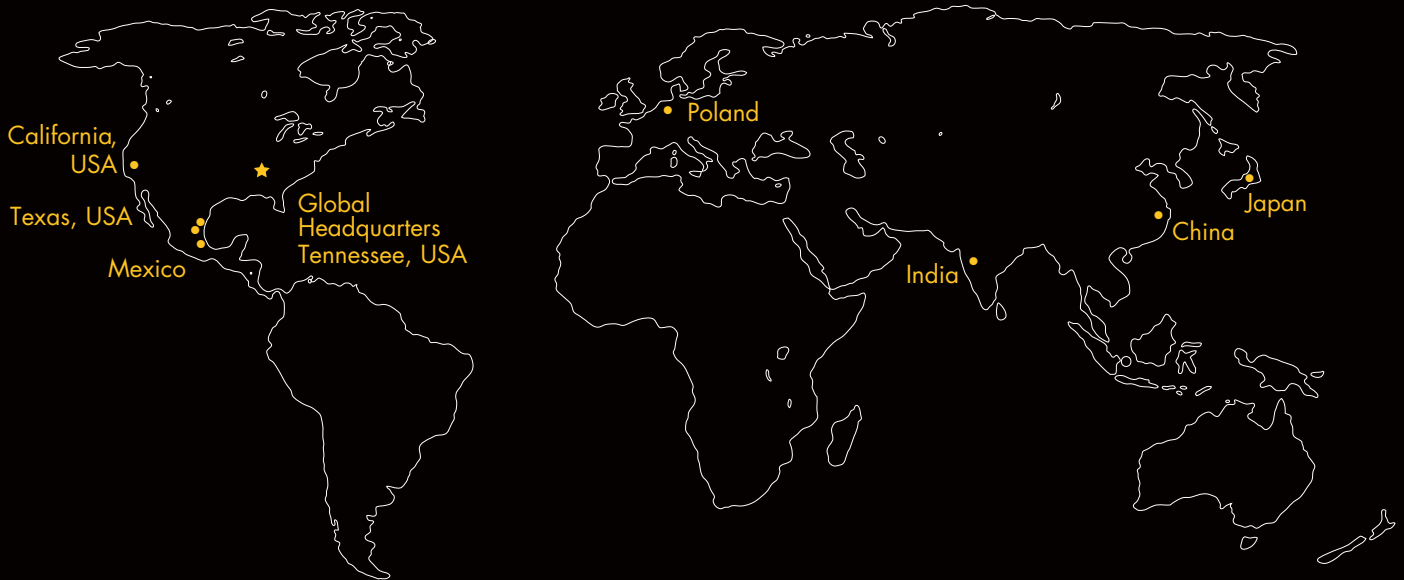 California,
USA
Texas, USA
Mexico
Global
Headquarters
Tennessee, USA
Poland
India
China
Japan